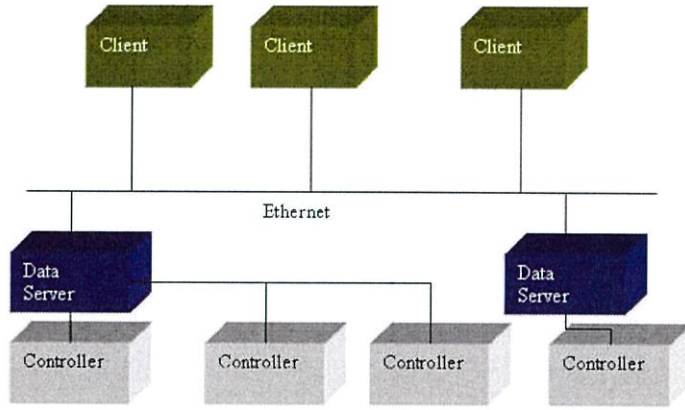 Client
Client
Client
Ethernet
Data
Server
Data
Server
Controller
Controller
Controller
Controller